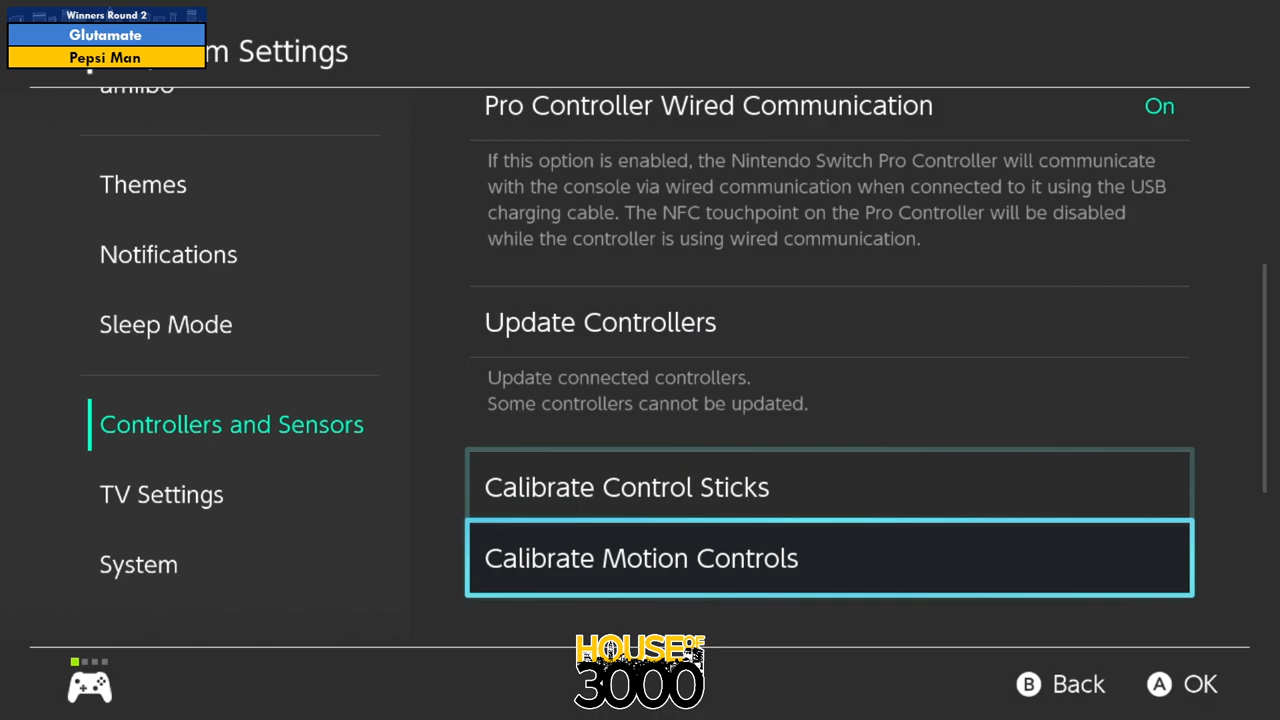 Winners Round 2
Glutamate
Pepsi Man
m Settings
amiibo
Themes
Notifications
Sleep Mode
Controllers and Sensors
TV Settings
System
Pro Controller Wired Communication On
If this option is enabled, the Nintendo Switch Pro Controller will communicate
with the console via wired communication when connected to it using the USB
charging cable. The NFC touchpoint on the Pro Controller will be disabled
while the controller is using wired communication.
Update Controllers
Update connected controllers.
Some controllers cannot be updated.
Calibrate Control Sticks
Calibrate Motion Controls
HOUSE OF
3000
B Back A OK